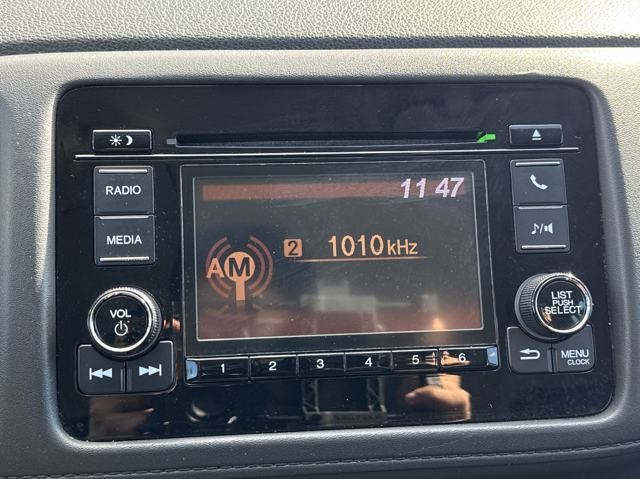 RADIO
MEDIA
VOL
11 47
AM
2 1010 kHz
1 2 3 4 5 6
LIST
PUSH
SELECT
MENU
CLOCK